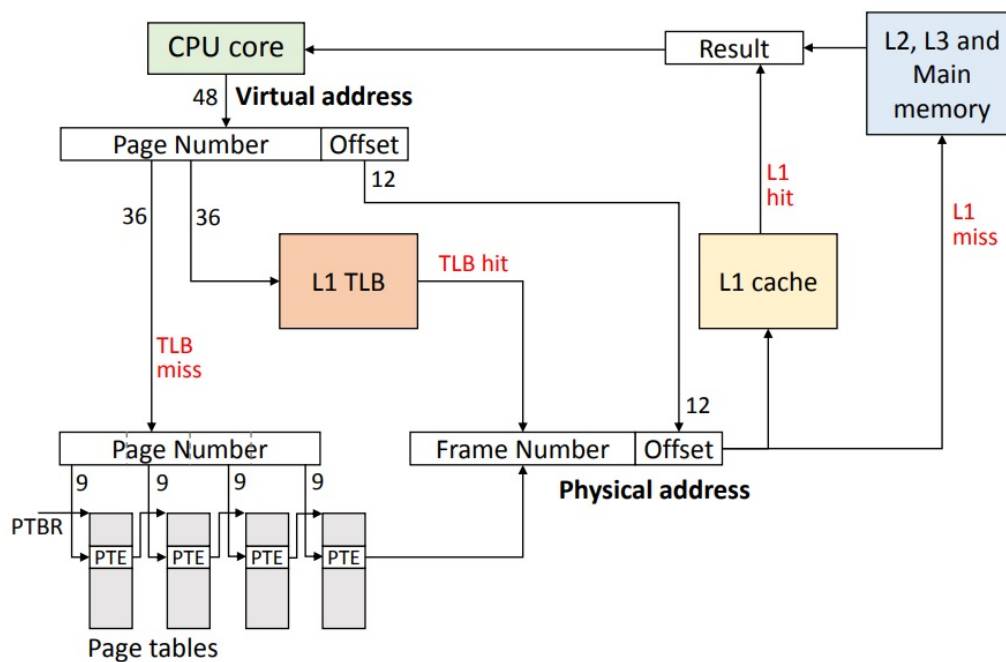 CPU core
Result
L2, L3 and
Main
memory
48
Virtual address
Page Number
Offset
12
36
36
L1
hit
L1
miss
L1 TLB
TLB hit
L1 cache
TLB
miss
12
Page Number
Frame Number
Offset
9
9
9
9
Physical address
PTBR
PTE
PTE
PTE
PTE
Page tables